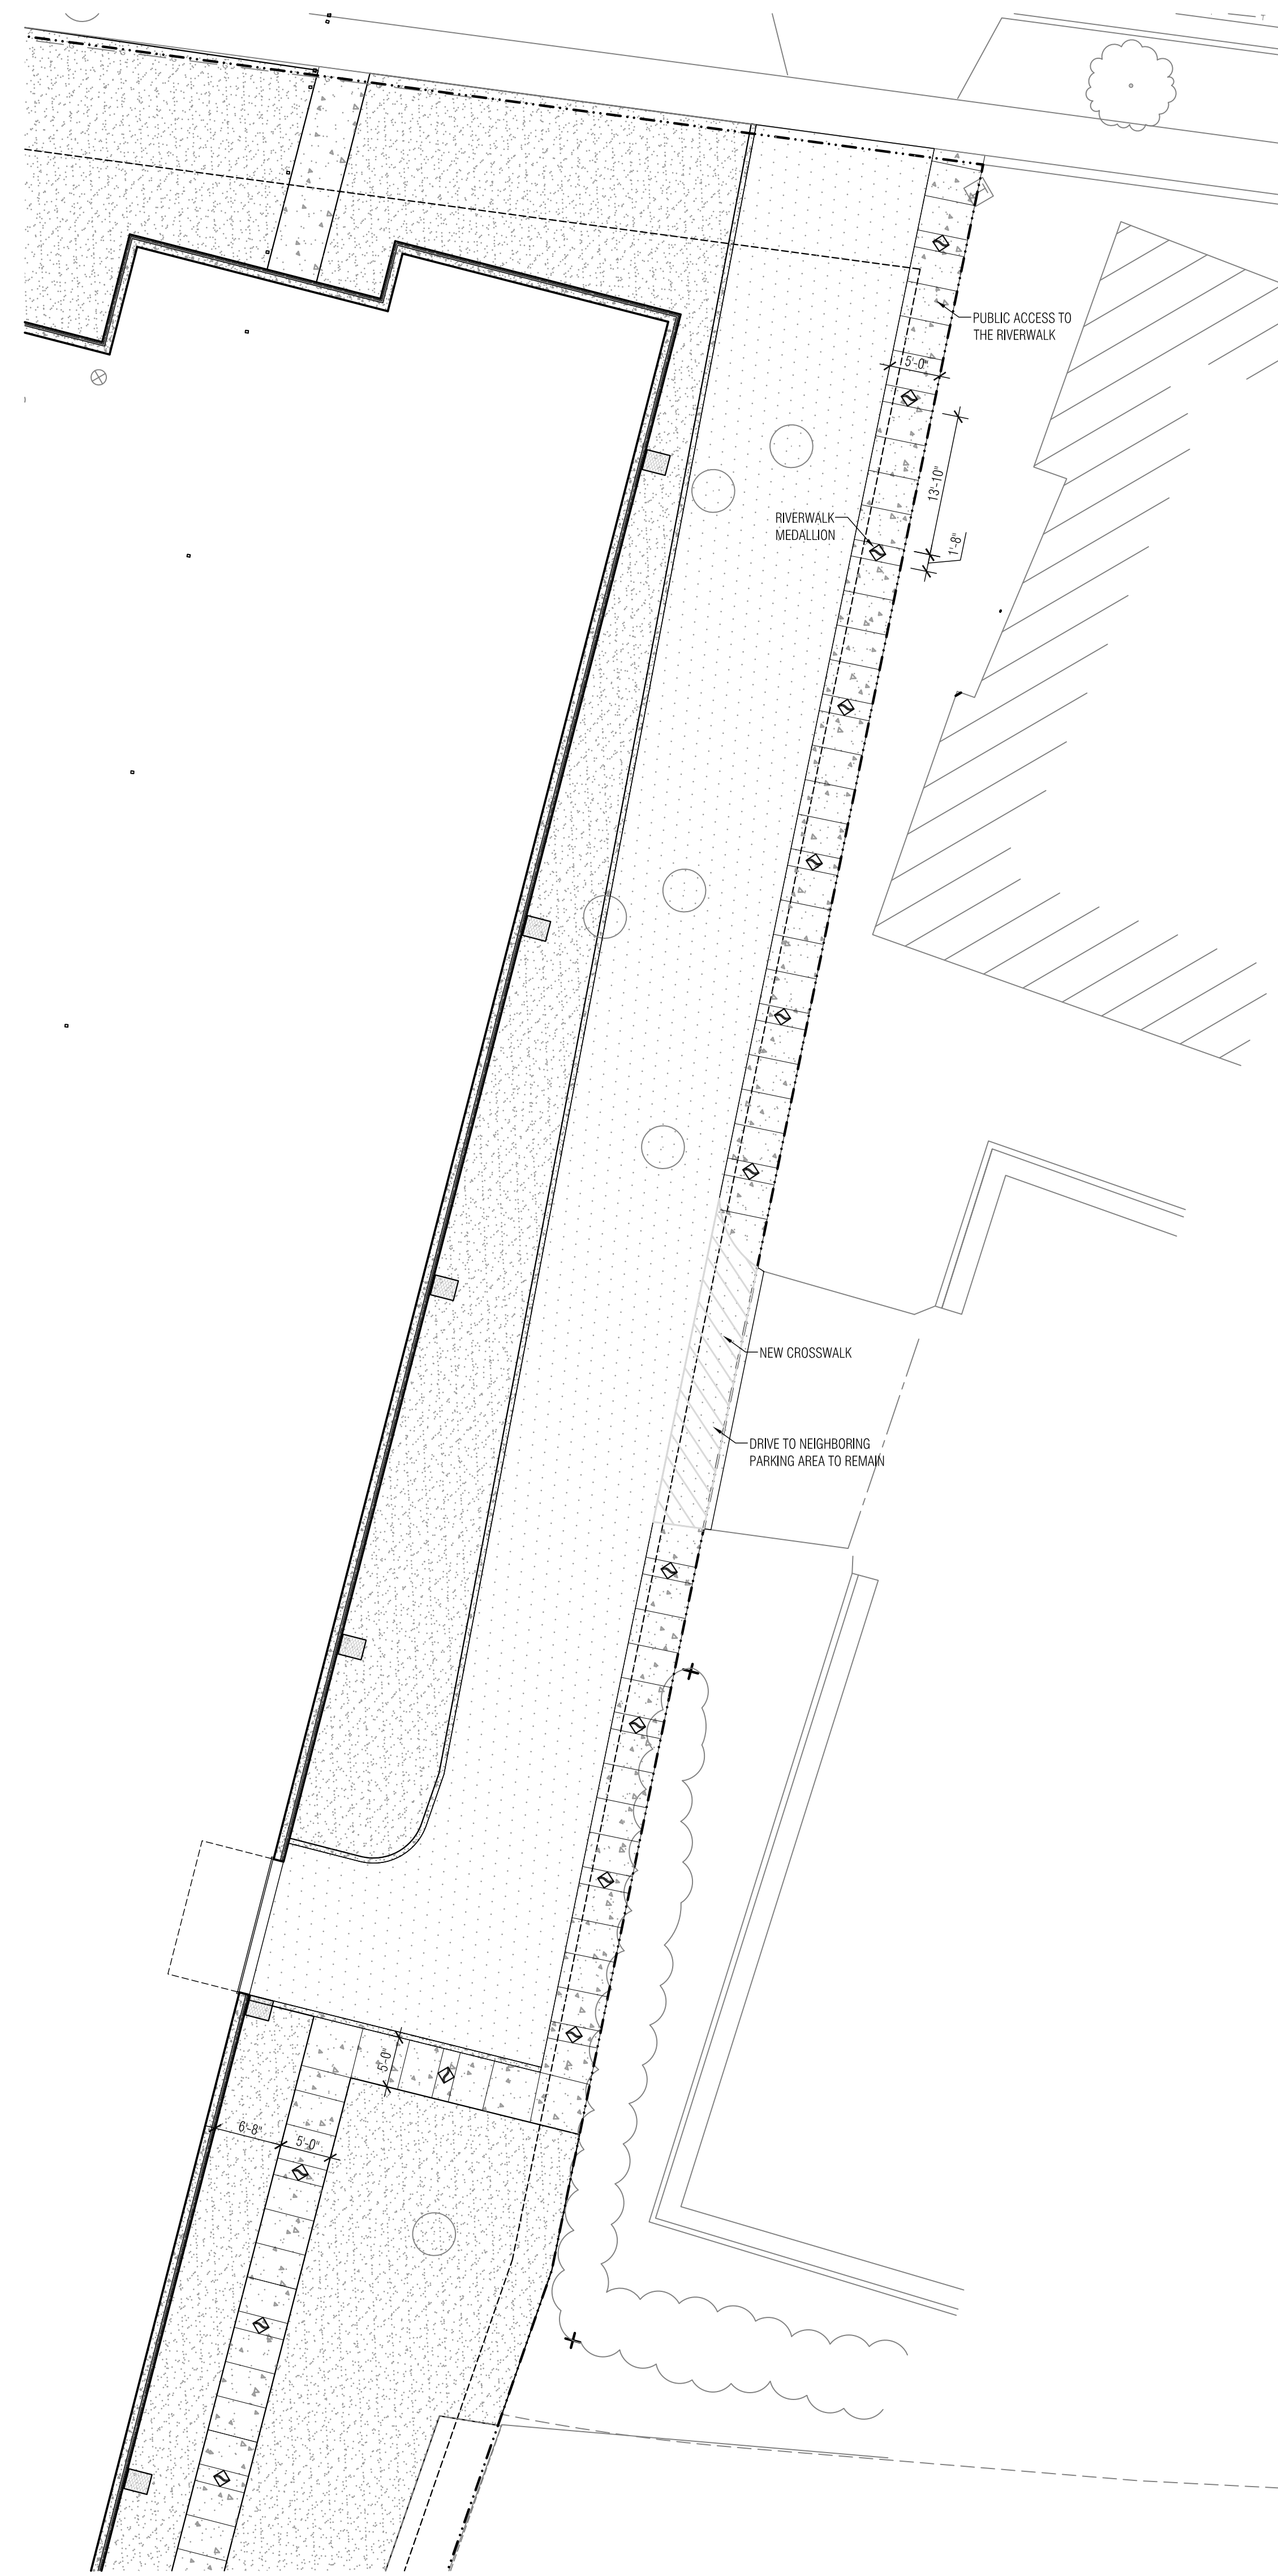 PUBLIC ACCESS TO
THE RIVERWALK
5'-0"
13'-10"
RIVERWALK
MEDALLION
1'-8"
NEW CROSSWALK
DRIVE TO NEIGHBORING
PARKING AREA TO REMAIN
5'-0"
6'-8"
5'-0"